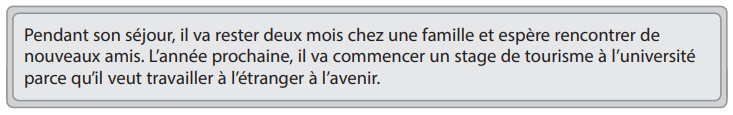 Pendant son séjour, il va rester deux mois chez une famille et espère rencontrer de
nouveaux amis. L’année prochaine, il va commencer un stage de tourisme à l’université
parce qu’il veut travailler à l’étranger à l’avenir.